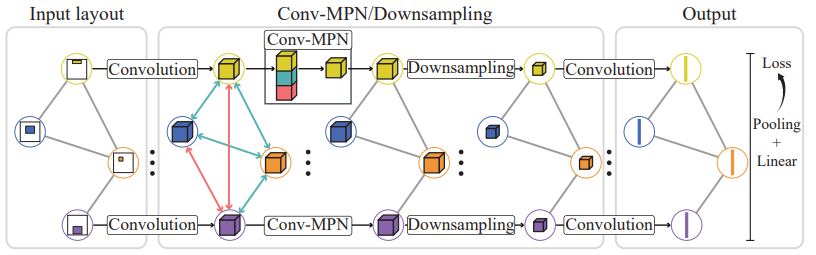 Input layout
Conv-MPN/Downsampling
Output
Conv-MPN
Convolution
Downsampling
Convolution
Loss
Pooling
+
Linear
Convolution
Conv-MPN
Downsampling
Convolution